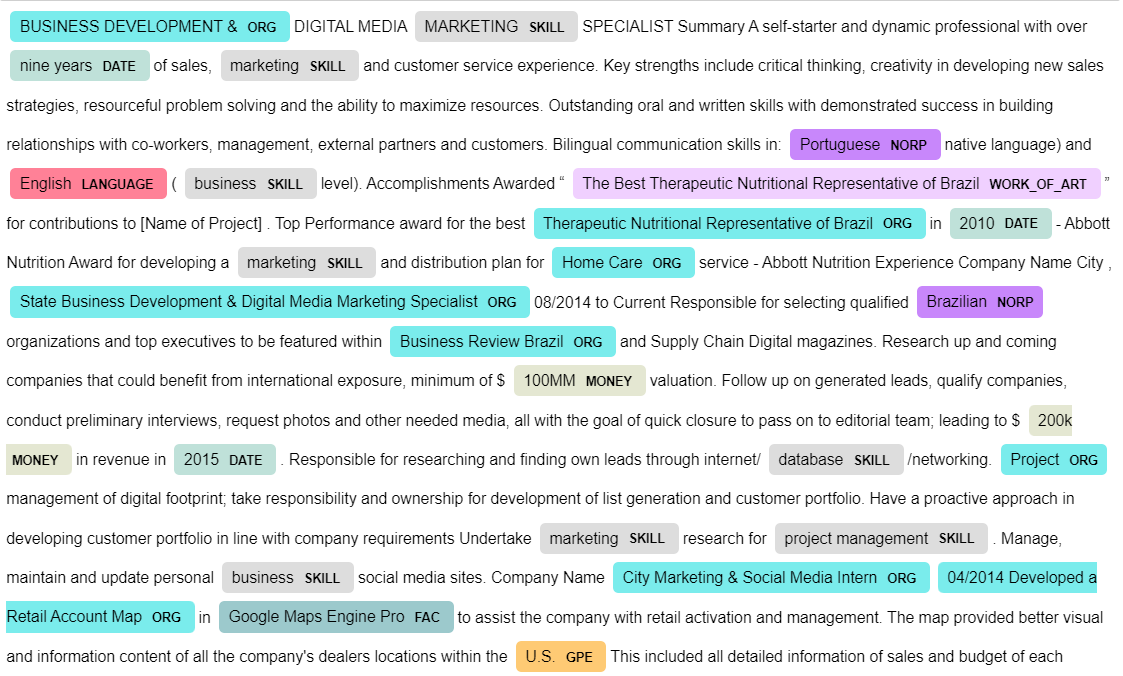 BUSINESS DEVELOPMENT & ORG DIGITAL MEDIA MARKETING SKILL SPECIALIST Summary A self-starter and dynamic professional with over
nine years DATE of sales, marketing SKILL and customer service experience. Key strengths include critical thinking, creativity in developing new sales
strategies, resourceful problem solving and the ability to maximize resources. Outstanding oral and written skills with demonstrated success in building
relationships with co-workers, management, external partners and customers. Bilingual communication skills in: Portuguese NORP native language) and
English LANGUAGE ( business SKILL level). Accomplishments Awarded “ The Best Therapeutic Nutritional Representative of Brazil WORK_OF_ART ”
for contributions to [Name of Project] . Top Performance award for the best Therapeutic Nutritional Representative of Brazil ORG in 2010 DATE - Abbott
Nutrition Award for developing a marketing SKILL and distribution plan for Home Care ORG service - Abbott Nutrition Experience Company Name City ,
State Business Development & Digital Media Marketing Specialist ORG 08/2014 to Current Responsible for selecting qualified Brazilian NORP
organizations and top executives to be featured within Business Review Brazil ORG and Supply Chain Digital magazines. Research up and coming
companies that could benefit from international exposure, minimum of $ 100MM MONEY valuation. Follow up on generated leads, qualify companies,
conduct preliminary interviews, request photos and other needed media, all with the goal of quick closure to pass on to editorial team; leading to $ 200k
MONEY in revenue in 2015 DATE . Responsible for researching and finding own leads through internet/ database SKILL /networking. Project ORG
management of digital footprint; take responsibility and ownership for development of list generation and customer portfolio. Have a proactive approach in
developing customer portfolio in line with company requirements Undertake marketing SKILL research for project management SKILL . Manage,
maintain and update personal business SKILL social media sites. Company Name City Marketing & Social Media Intern ORG 04/2014 Developed a
Retail Account Map ORG in Google Maps Engine Pro FAC to assist the company with retail activation and management. The map provided better visual
and information content of all the company's dealers locations within the U.S. GPE This included all detailed information of sales and budget of each